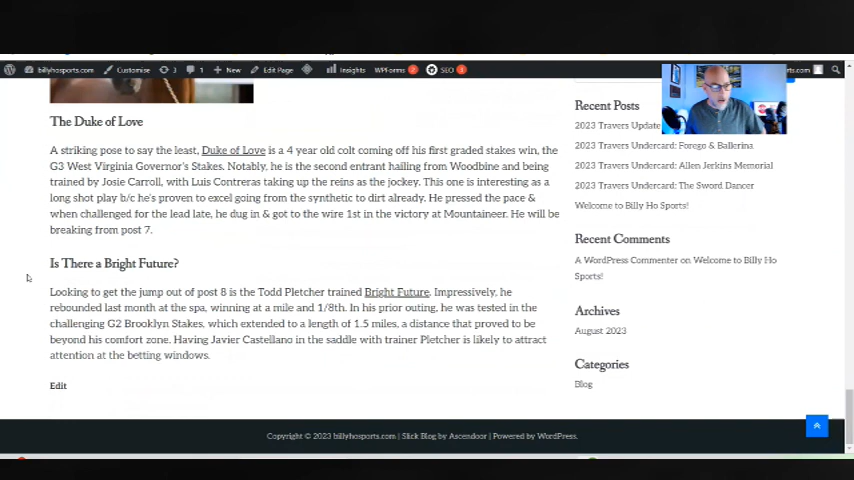 billyhosports.com Customise 3 1 New Edit Page Insights WPForms 2 SEO 3
ts.com
The Duke of Love
A striking pose to say the least, Duke of Love is a 4 year old colt coming off his first graded stakes win, the
G3 West Virginia Governor's Stakes. Notably, he is the second entrant hailing from Woodbine and being
trained by Josie Carroll, with Luis Contreras taking up the reins as the jockey. This one is interesting as a
long shot play b/c he's proven to excel going from the synthetic to dirt already. He pressed the pace &
when challenged for the lead late, he dug in & got to the wire 1st in the victory at Mountaineer. He will be
breaking from post 7.
Is There a Bright Future?
Looking to get the jump out of post 8 is the Todd Pletcher trained Bright Future. Impressively, he
rebounded last month at the spa, winning at a mile and 1/8th. In his prior outing, he was tested in the
challenging G2 Brooklyn Stakes, which extended to a length of 1.5 miles, a distance that proved to be
beyond his comfort zone. Having Javier Castellano in the saddle with trainer Pletcher is likely to attract
attention at the betting windows.
Edit
Recent Posts
2023 Travers Update
2023 Travers Undercard: Forego & Ballerina
2023 Travers Undercard: Allen Jerkins Memorial
2023 Travers Undercard: The Sword Dancer
Welcome to Billy Ho Sports!
Recent Comments
A WordPress Commenter on Welcome to Billy Ho
Sports!
Archives
August 2023
Categories
Blog
Copyright © 2023 billyhosports.com | Slick Blog by Ascendoor | Powered by WordPress.